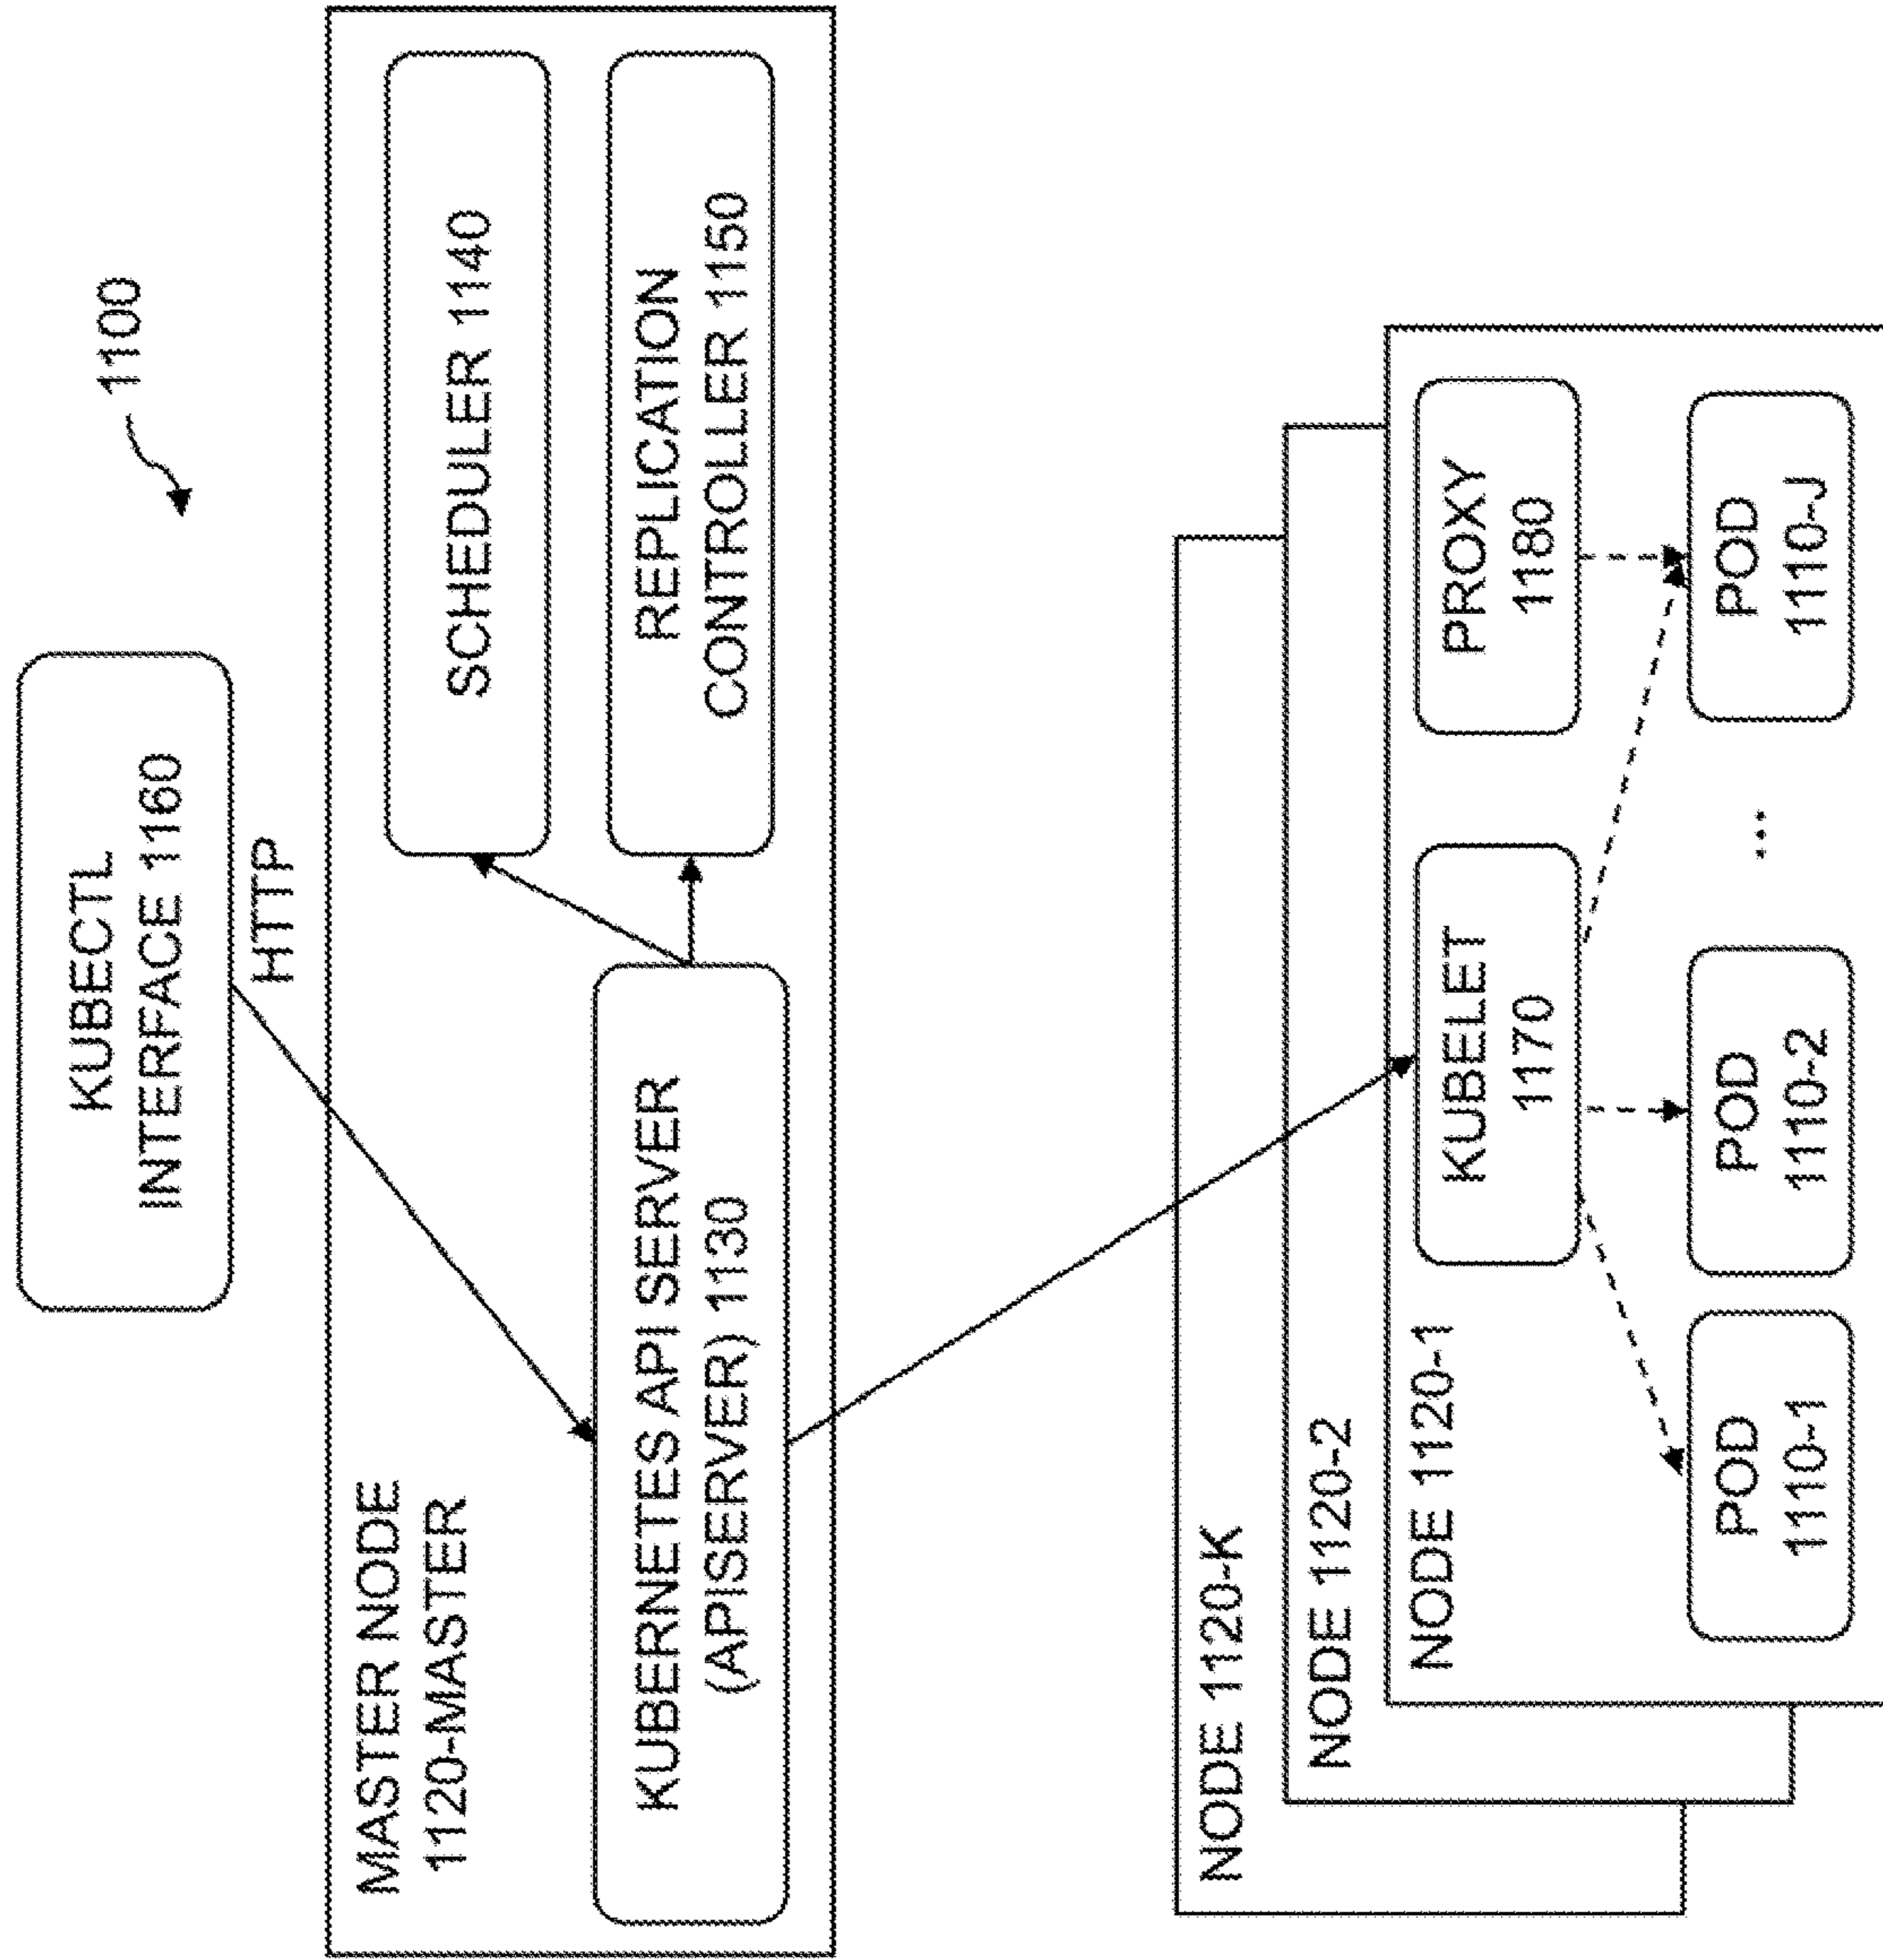 1100
KUBECTL
INTERFACE 1160
HTTP
MASTER NODE
1120-MASTER
SCHEDULER 1140
KUBERNETES API SERVER
(APISERVER) 1130
REPLICATION
CONTROLLER 1150
NODE 1120-K
NODE 1120-2
NODE 1120-1
KUBELET
1170
PROXY
1180
POD
1110-1
POD
1110-2
...
POD
1110-J